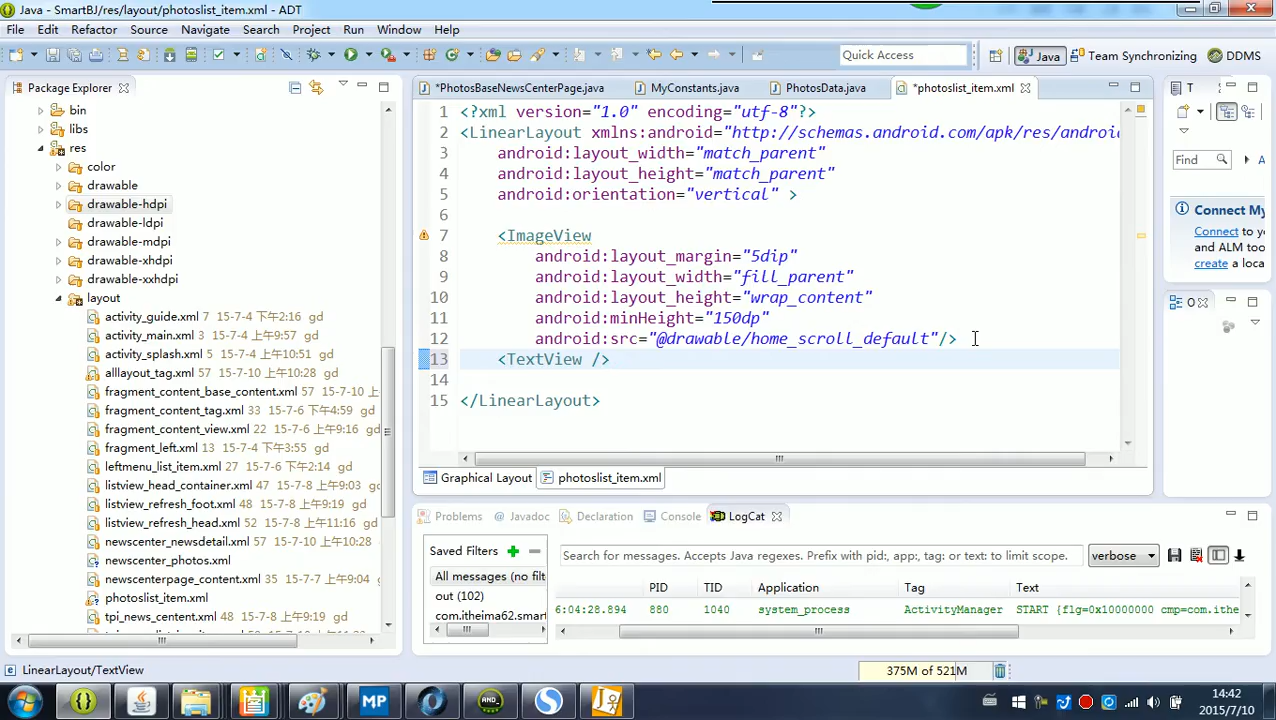 Java - SmartBJ/res/layout/photoslist_item.xml - ADT
File Edit Refactor Source Navigate Search Project Run Window Help
Quick Access
Java
Team Synchronizing
DDMS
Package Explorer
bin
libs
res
color
drawable
drawable-hdpi
drawable-ldpi
drawable-mdpi
drawable-xhdpi
drawable-xxhdpi
layout
activity_guide.xml 7 15-7-4 下午2:16 gd
activity_main.xml 3 15-7-4 上午9:57 gd
activity_splash.xml 4 15-7-4 上午10:51 gd
alllayout_tag.xml 57 15-7-10 上午10:28 gd
fragment_content_base_content.xml 30 15-7-
fragment_content_tag.xml 33 15-7-6 下午4:59 gd
fragment_content_view.xml 22 15-7-6 上午9:16 gd
fragment_left.xml 13 15-7-4 下午3:55 gd
leftmenu_list_item.xml 27 15-7-6 下午2:14 gd
listview_head_container.xml 47 15-7-8 上午9:03
listview_refresh_foot.xml 48 15-7-8 上午9:19 gd
listview_refresh_head.xml 52 15-7-8 上午11:16 gd
newscenter_newsdetail.xml 57 15-7-10 上午10:28
newscenter_photos.xml
newscenterpage_content.xml 35 15-7-7 上午9:04
photoslist_item.xml
tpi_news_content.xml 48 15-7-8 上午9:19 gd
*PhotosBaseNewsCenterPage.java
MyConstants.java
PhotosData.java
*photoslist_item.xml
1 <?xml version="1.0" encoding="utf-8"?>
2 <LinearLayout xmlns:android="http://schemas.android.com/apk/res/androi
3 android:layout_width="match_parent"
4 android:layout_height="match_parent"
5 android:orientation="vertical" >
6
7 <ImageView
8 android:layout_margin="5dip"
9 android:layout_width="fill_parent"
10 android:layout_height="wrap_content"
11 android:minHeight="150dp"
12 android:src="@drawable/home_scroll_default"/>
13 <TextView />
14
15 </LinearLayout>
Graphical Layout
photoslist_item.xml
T
Find
A
Connect My
Connect to y
and ALM too
create a loca
O
Problems
Javadoc
Declaration
Console
LogCat
Saved Filters
All messages (no filt
out (102)
com.itheima62.smart
Search for messages. Accepts Java regexes. Prefix with pid:, app:, tag: or text: to limit scope.
verbose
PID TID Application Tag Text
6:04:28.894 880 1040 system_process ActivityManager START {flg=0x10000000 cmp=com.ithe
LinearLayout/TextView
375M of 521M
MP
AND_
14:42
2015/7/10